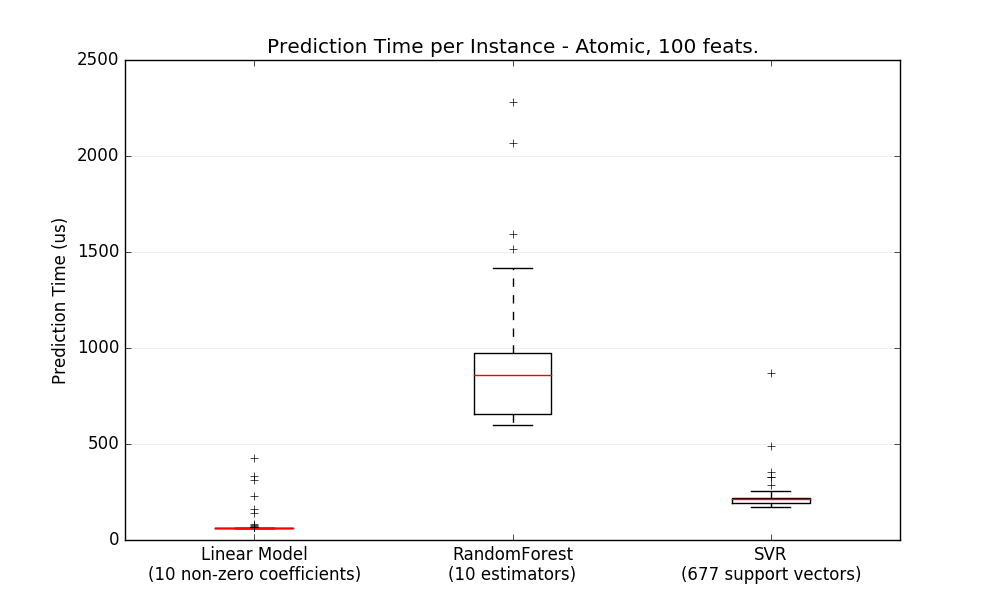 Prediction Time per Instance - Atomic, 100 feats.
2500
2000
1500
1000
500
0
Prediction Time (us)
Linear Model
(10 non-zero coefficients)
RandomForest
(10 estimators)
SVR
(677 support vectors)